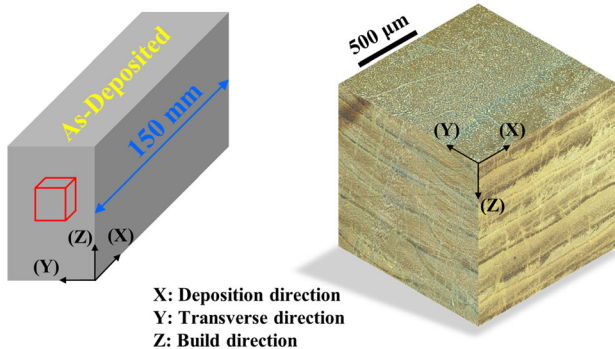 As-Deposited
150 mm
(Z)
(X)
(Y)
500 μm
(Y)
(X)
(Z)
X: Deposition direction
Y: Transverse direction
Z: Build direction